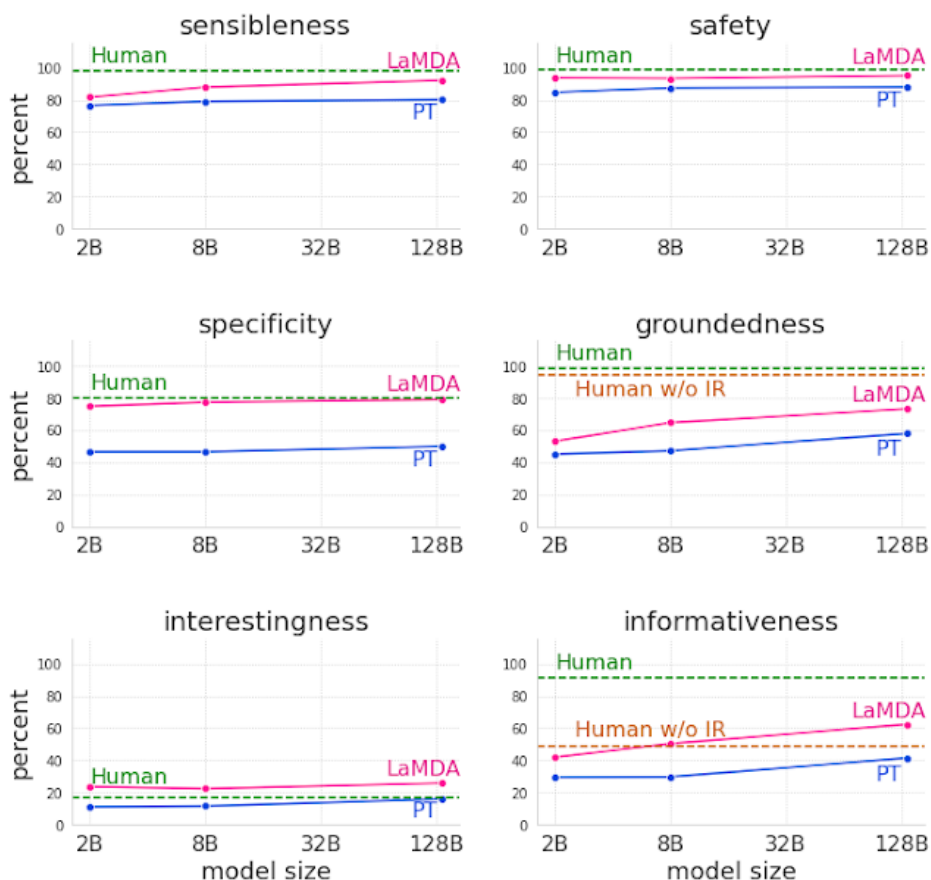 sensibleness
Human
LaMDA
PT
percent
100
80
60
40
20
0
2B 8B 32B 128B
safety
Human
LaMDA
PT
100
80
60
40
20
0
2B 8B 32B 128B
specificity
Human
LaMDA
PT
percent
100
80
60
40
20
0
2B 8B 32B 128B
groundedness
Human
Human w/o IR
LaMDA
PT
100
80
60
40
20
0
2B 8B 32B 128B
interestingness
Human
LaMDA
PT
percent
100
80
60
40
20
0
2B 8B 32B 128B
model size
informativeness
Human
Human w/o IR
LaMDA
PT
100
80
60
40
20
0
2B 8B 32B 128B
model size